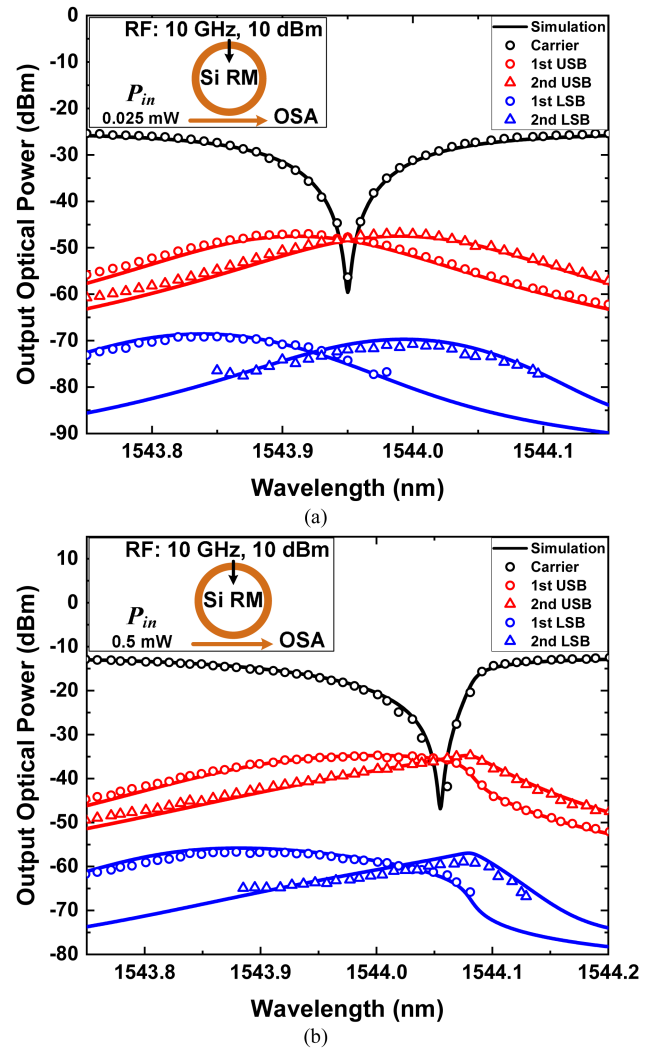 RF: 10 GHz, 10 dBm
Si RM
P_in
0.025 mW
OSA
Simulation
Carrier
1st USB
2nd USB
1st LSB
2nd LSB
Output Optical Power (dBm)
0
-10
-20
-30
-40
-50
-60
-70
-80
-90
1543.8 1543.9 1544.0 1544.1
Wavelength (nm)
(a)
RF: 10 GHz, 10 dBm
Si RM
P_in
0.5 mW
OSA
Simulation
Carrier
1st USB
2nd USB
1st LSB
2nd LSB
Output Optical Power (dBm)
10
0
-10
-20
-30
-40
-50
-60
-70
-80
1543.8 1543.9 1544.0 1544.1 1544.2
Wavelength (nm)
(b)